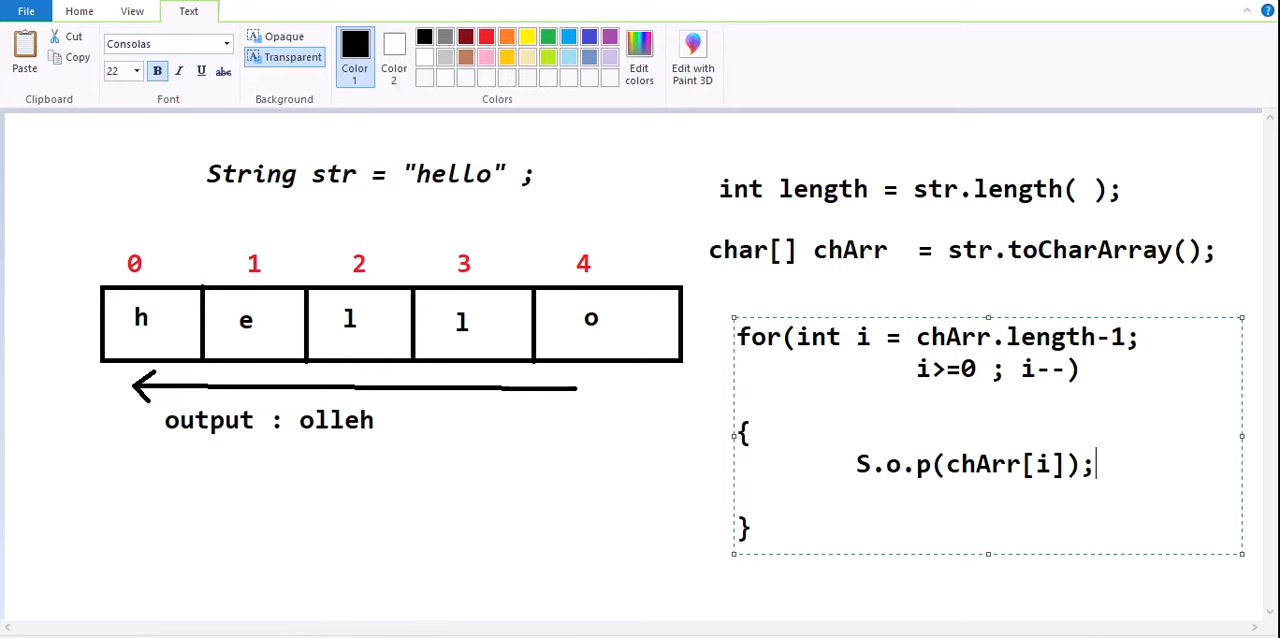 File Home View Text
Cut
Copy
Paste
Clipboard
Consolas
22 B I U abc
Font
Opaque
Transparent
Background
Color 1
Color 2
Edit colors
Edit with Paint 3D
Colors
String str = "hello" ;
0 1 2 3 4
h e l l o
output : olleh
int length = str.length( );
char[] chArr = str.toCharArray();
for(int i = chArr.length-1;
i>=0 ; i--)
{
S.o.p(chArr[i]);
}